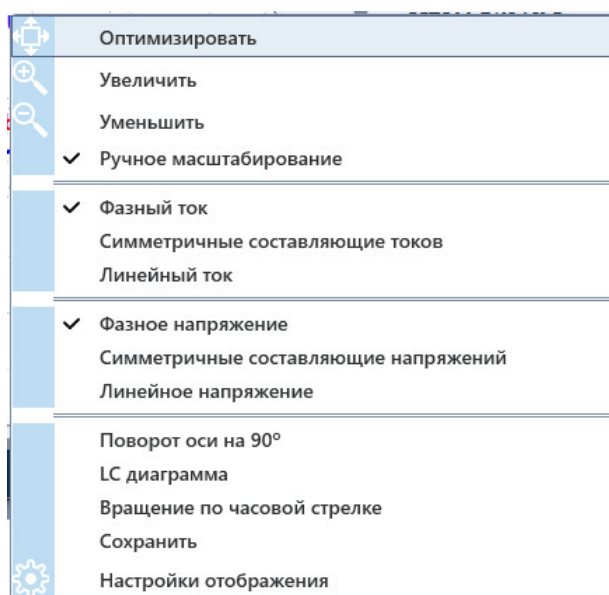 Оптимизировать
Увеличить
Уменьшить
Ручное масштабирование
Фазный ток
Симметричные составляющие токов
Линейный ток
Фазное напряжение
Симметричные составляющие напряжений
Линейное напряжение
Поворот оси на 90°
LC диаграмма
Вращение по часовой стрелке
Сохранить
Настройки отображения